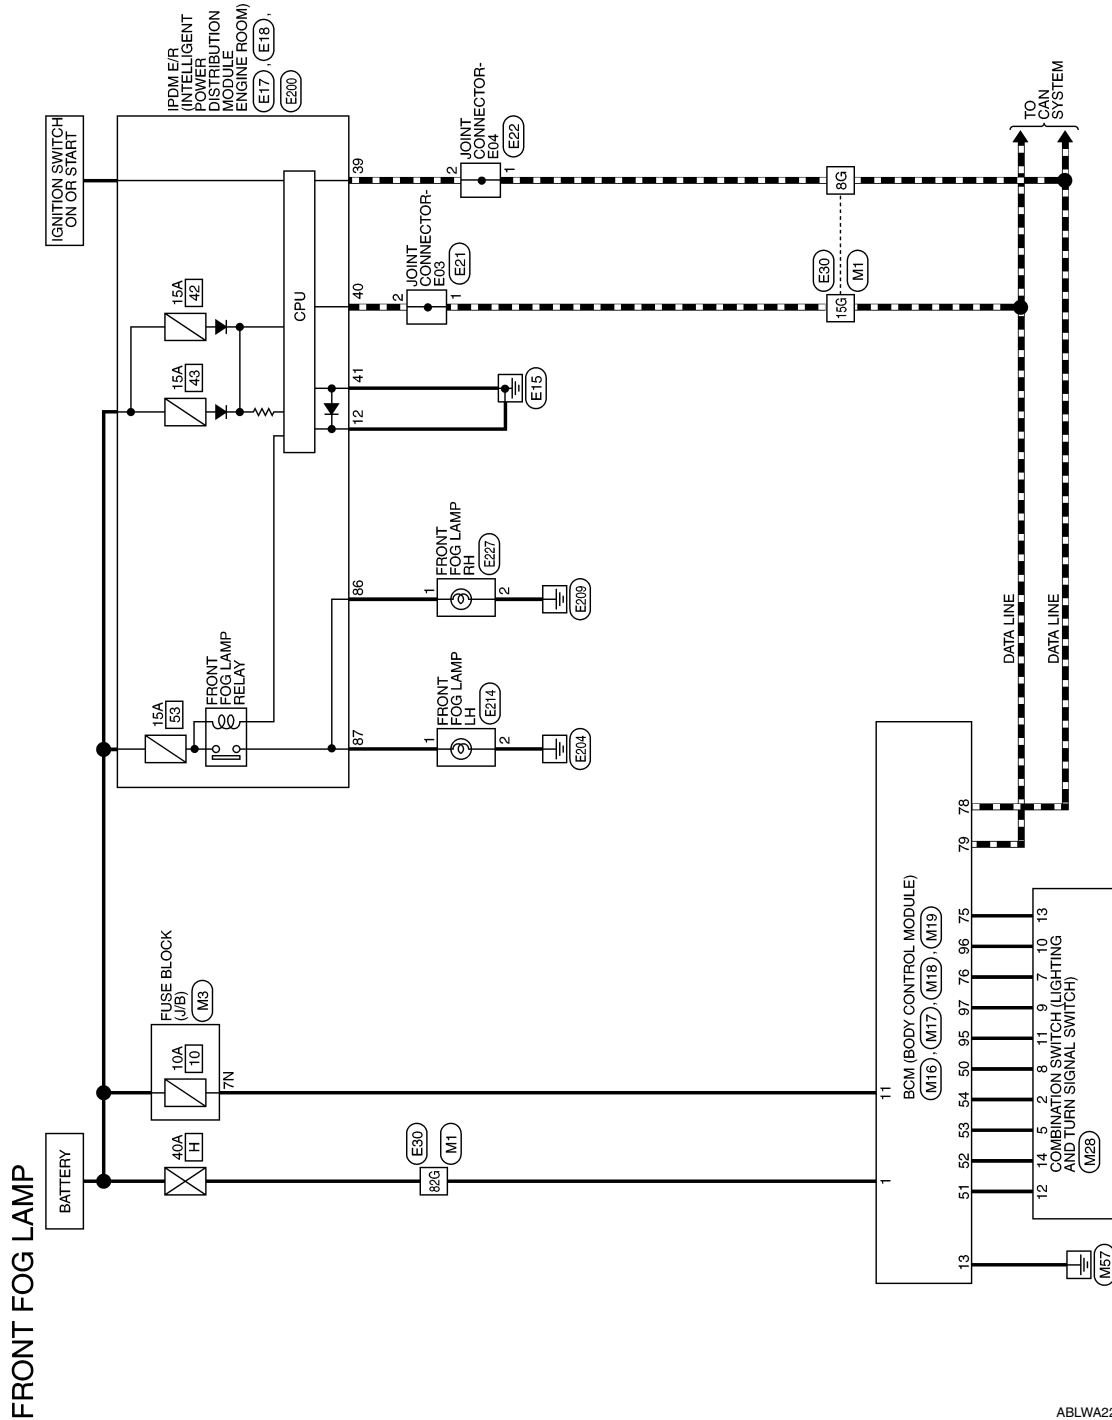 FRONT FOG LAMP
BATTERY
IGNITION SWITCH
ON OR START
40A
H
10A
10
FUSE BLOCK
(J/B)
M3
7N
15A
53
FRONT
FOG LAMP
RELAY
15A
43
15A
42
CPU
IPDM E/R
(INTELLIGENT
POWER
DISTRIBUTION
MODULE
ENGINE ROOM)
E17 , E18 ,
E200
87
86
12
41
40
39
E30
82G
M1
1
FRONT
FOG LAMP
LH
E214
2
E204
1
FRONT
FOG LAMP
RH
E227
2
E209
E15
2
JOINT
CONNECTOR-
E03
E21
1
2
JOINT
CONNECTOR-
E04
E22
1
E30
15G
M1
8G
1
11
BCM (BODY CONTROL MODULE)
M16 , M17 , M18 , M19
13
51
52
53
54
50
95
97
76
96
75
79
78
DATA LINE
DATA LINE
TO
CAN
SYSTEM
12
14
5
2
8
11
9
7
10
13
COMBINATION SWITCH (LIGHTING
AND TURN SIGNAL SWITCH)
M28
M57
ABLWA22